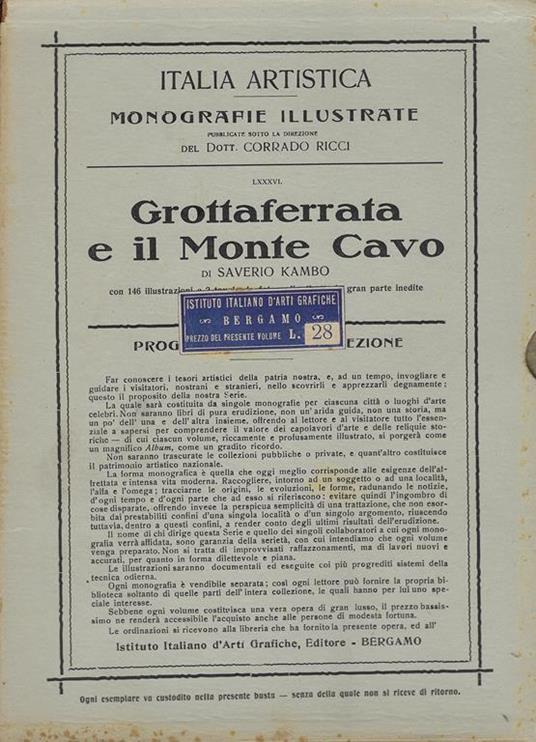 ITALIA ARTISTICA
MONOGRAFIE ILLUSTRATE
PUBBLICATE SOTTO LA DIREZIONE
DEL DOTT. CORRADO RICCI
LXXXVI.
Grottaferrata
e il Monte Cavo
DI SAVERIO KAMBO
con 146 illustrazioni e 2 gran parte inedite
ISTITUTO ITALIANO D'ARTI GRAFICHE
BERGAMO
PREZZO DEL PRESENTE VOLUME L. 28
PROG EZIONE
Far conoscere i tesori artistici della patria nostra, e, ad un tempo, invogliare e
guidare i visitatori, nostrani e stranieri, nello scovrirli e apprezzarli degnamente:
questo il proposito della nostra Serie.
La quale sarà costituita da singole monografie per ciascuna città o luoghi d'arte
celebri. Non saranno libri di pura erudizione, non un'arida guida, non una storia, ma
un po' dell'una e dell'altra insieme, offrendo al lettore e al visitatore tutto l'essen-
ziale a sapersi per comprendere il valore dei capolavori d'arte e delle reliquie sto-
riche — di cui ciascun volume, riccamente e profusamente illustrato, si porgerà come
un magnifico Album, come un gradito ricordo.
Non saranno trascurate le collezioni pubbliche o private, e quant'altro costituisce
il patrimonio artistico nazionale.
La forma monografica è quella che oggi meglio corrisponde alle esigenze dell'af-
frettata e intensa vita moderna. Raccogliere, intorno ad un soggetto o ad una località,
l'alfa e l'omega; tracciarne le origini, le evoluzioni, le forme, radunando le notizie,
d'ogni tempo e d'ogni parte che ad esso si riferiscono: evitare quindi l'ingombro di
cose disparate, offrendo invece la perspicua semplicità di una trattazione, che non esor-
bita dai prestabiliti confini d'una singola località o d'un singolo argomento, riuscendo
tuttavia, dentro a questi confini, a render conto degli ultimi risultati dell'erudizione.
Il nome di chi dirige questa Serie e quello dei singoli collaboratori a cui ogni mono-
grafia verrà affidata, sono garanzia della serietà, con cui intendiamo che ogni volume
venga preparato. Non si tratta di improvvisati raffazzonamenti, ma di lavori nuovi e
accurati, per quanto in forma dilettevole e piana.
Le illustrazioni saranno documentali ed eseguite coi più progrediti sistemi della
tecnica odierna.
Ogni monografia è vendibile separata; così ogni lettore può fornire la propria bi-
blioteca soltanto di quelle parti dell'intera collezione, le quali hanno per lui uno spe-
ciale interesse.
Sebbene ogni volume costituisca una vera opera di gran lusso, il prezzo bassis-
simo ne renderà accessibile l'acquisto anche alle persone di modesta fortuna.
Le ordinazioni si ricevono alla libreria che ha fornito la presente opera, ed all'
Istituto Italiano d'Arti Grafiche, Editore - BERGAMO
Ogni esemplare va custodito nella presente busta — senza della quale non si riceve di ritorno.